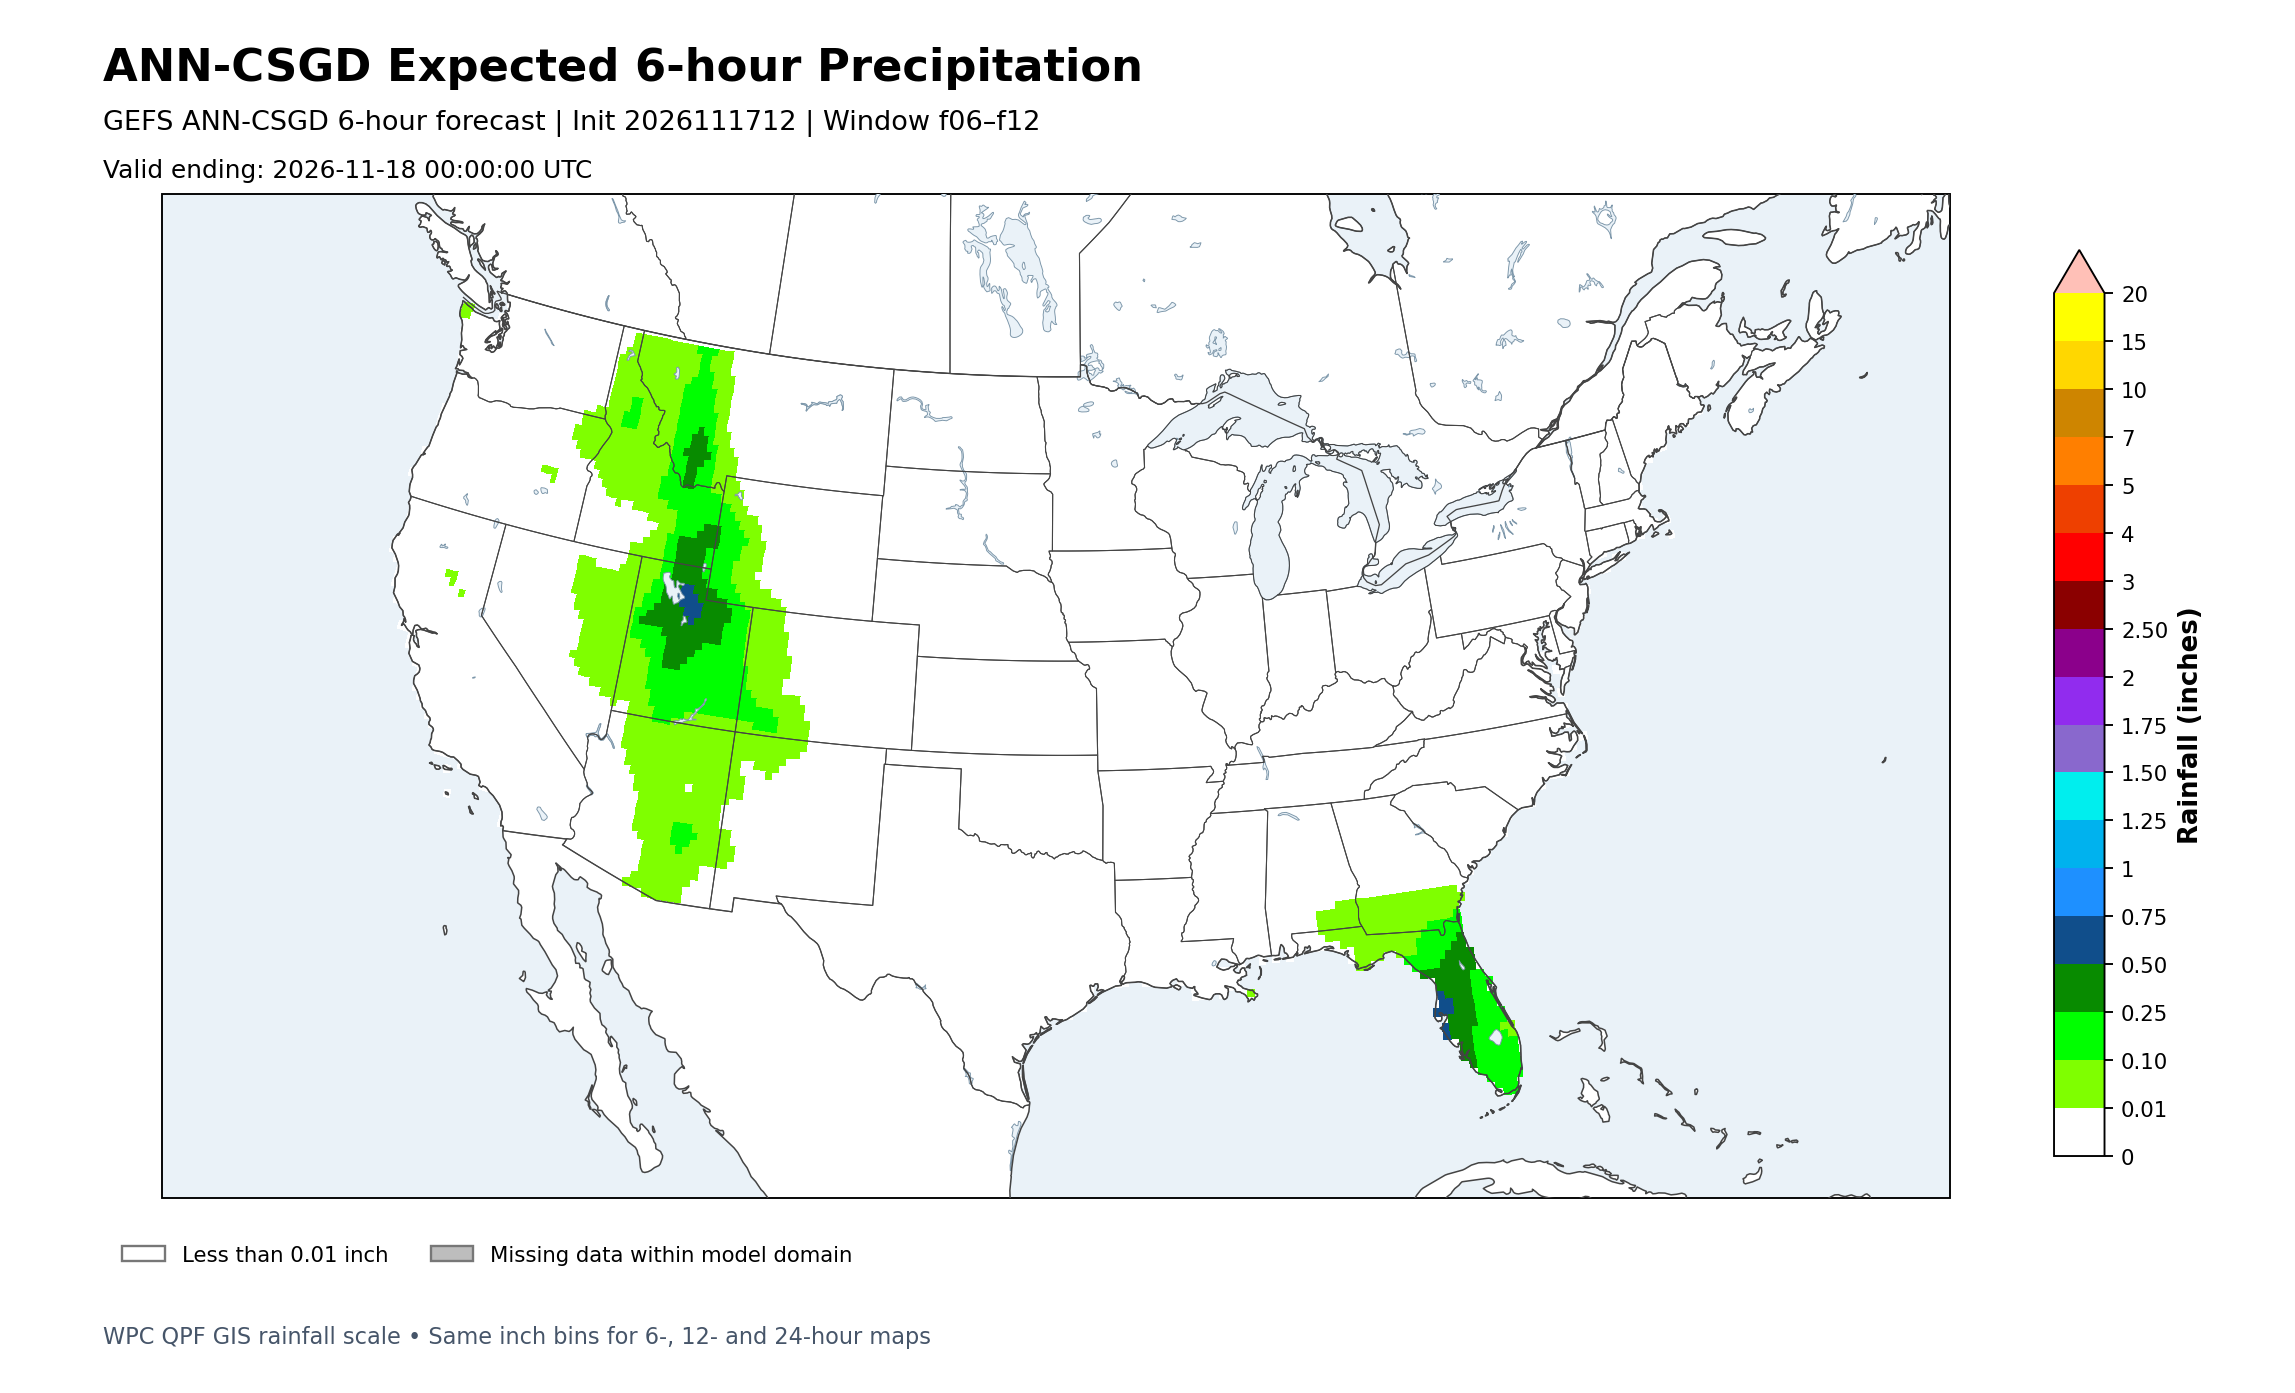 ANN-CSGD Expected 6-hour Precipitation
GEFS ANN-CSGD 6-hour forecast | Init 2026111712 | Window f06–f12
Valid ending: 2026-11-18 00:00:00 UTC
20
15
10
7
5
4
3
2.50
2
1.75
1.50
1.25
1
0.75
0.50
0.25
0.10
0.01
0
Rainfall (inches)
Less than 0.01 inch
Missing data within model domain
WPC QPF GIS rainfall scale • Same inch bins for 6-, 12- and 24-hour maps